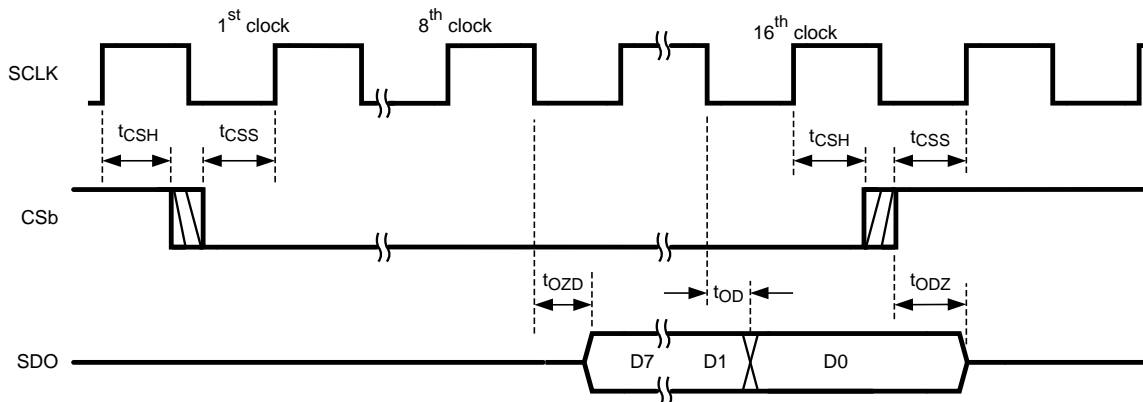 1st clock 8th clock 16th clock
SCLK
tCSH tCSS tCSH tCSS
CSb
tOZD tOD tODZ
SDO D7 D1 D0